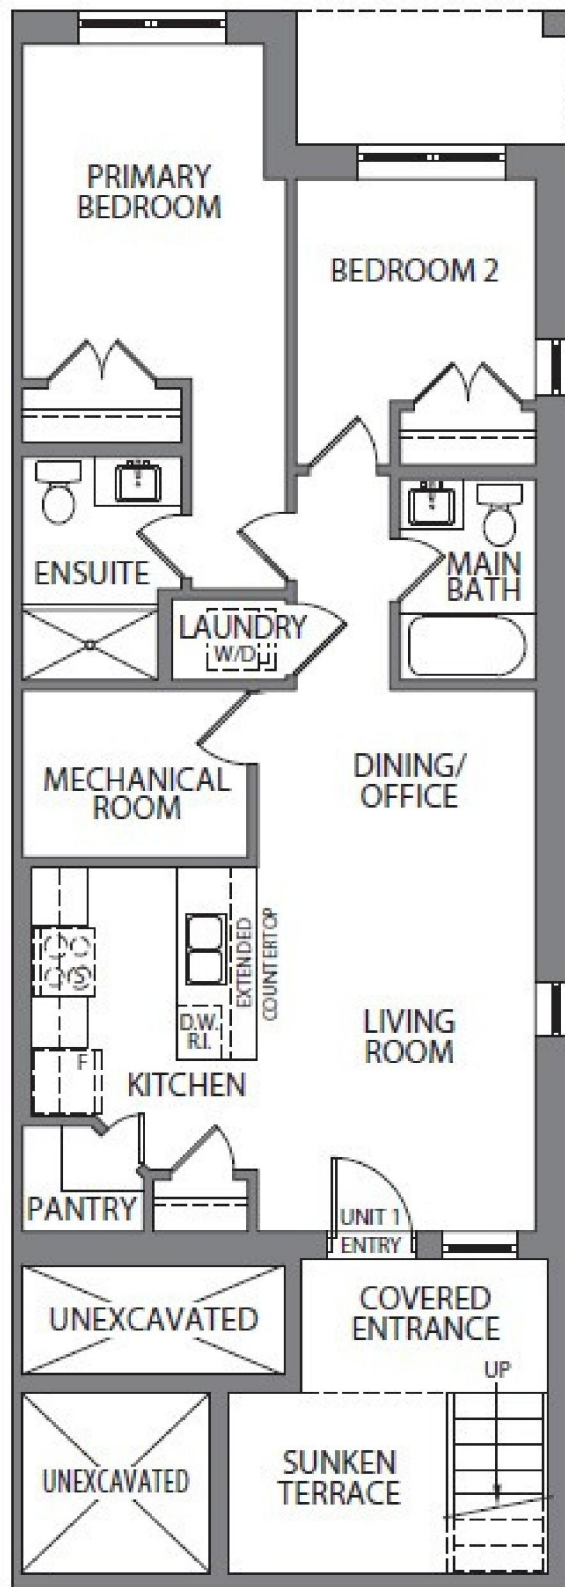 PRIMARY
BEDROOM
BEDROOM 2
ENSUITE
MAIN
BATH
LAUNDRY
W/D
MECHANICAL
ROOM
DINING/
OFFICE
EXTENDED
COUNTERTOP
D.W.
R.I.
F
LIVING
ROOM
KITCHEN
PANTRY
UNIT 1
ENTRY
UNEXCAVATED
COVERED
ENTRANCE
UP
UNEXCAVATED
SUNKEN
TERRACE